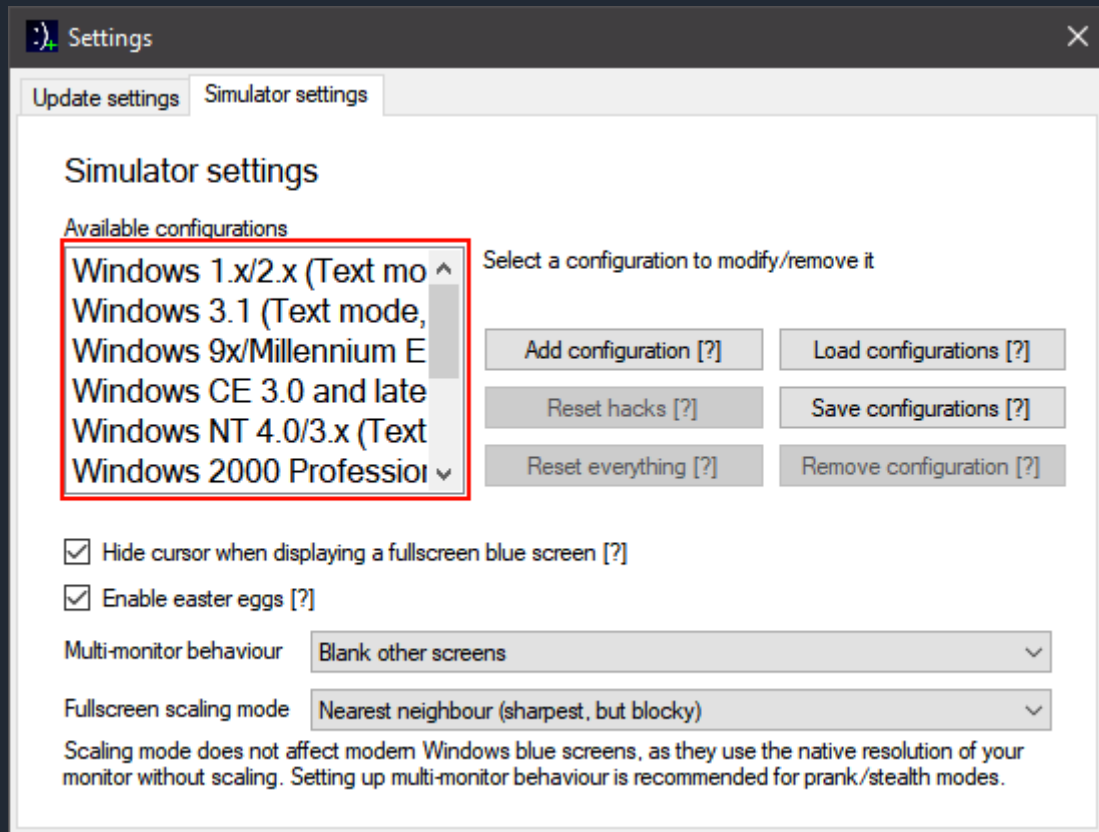 Settings
Update settings
Simulator settings
Simulator settings
Available configurations
Windows 1.x/2.x (Text mo
Windows 3.1 (Text mode,
Windows 9x/Millennium E
Windows CE 3.0 and late
Windows NT 4.0/3.x (Text
Windows 2000 Profession
Select a configuration to modify/remove it
Add configuration [?]
Load configurations [?]
Reset hacks [?]
Save configurations [?]
Reset everything [?]
Remove configuration [?]
Hide cursor when displaying a fullscreen blue screen [?]
Enable easter eggs [?]
Multi-monitor behaviour
Blank other screens
Fullscreen scaling mode
Nearest neighbour (sharpest, but blocky)
Scaling mode does not affect modern Windows blue screens, as they use the native resolution of your
monitor without scaling. Setting up multi-monitor behaviour is recommended for prank/stealth modes.